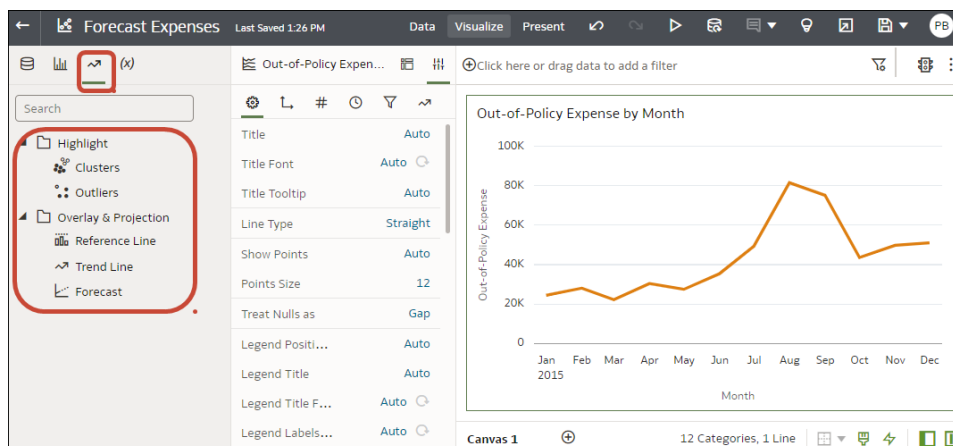 Forecast Expenses Last Saved 1:26 PM Data Visualize Present PB
(x)
Search
Highlight
Clusters
Outliers
Overlay & Projection
Reference Line
Trend Line
Forecast
Out-of-Policy Expen...
Title Auto
Title Font Auto
Title Tooltip Auto
Line Type Straight
Show Points Auto
Points Size 12
Treat Nulls as Gap
Legend Positi... Auto
Legend Title Auto
Legend Title F... Auto
Legend Labels... Auto
Click here or drag data to add a filter
Out-of-Policy Expense by Month
Out-of-Policy Expense
100K
80K
60K
40K
20K
0
Jan Feb Mar Apr May Jun Jul Aug Sep Oct Nov Dec
2015
Month
Canvas 1 12 Categories, 1 Line